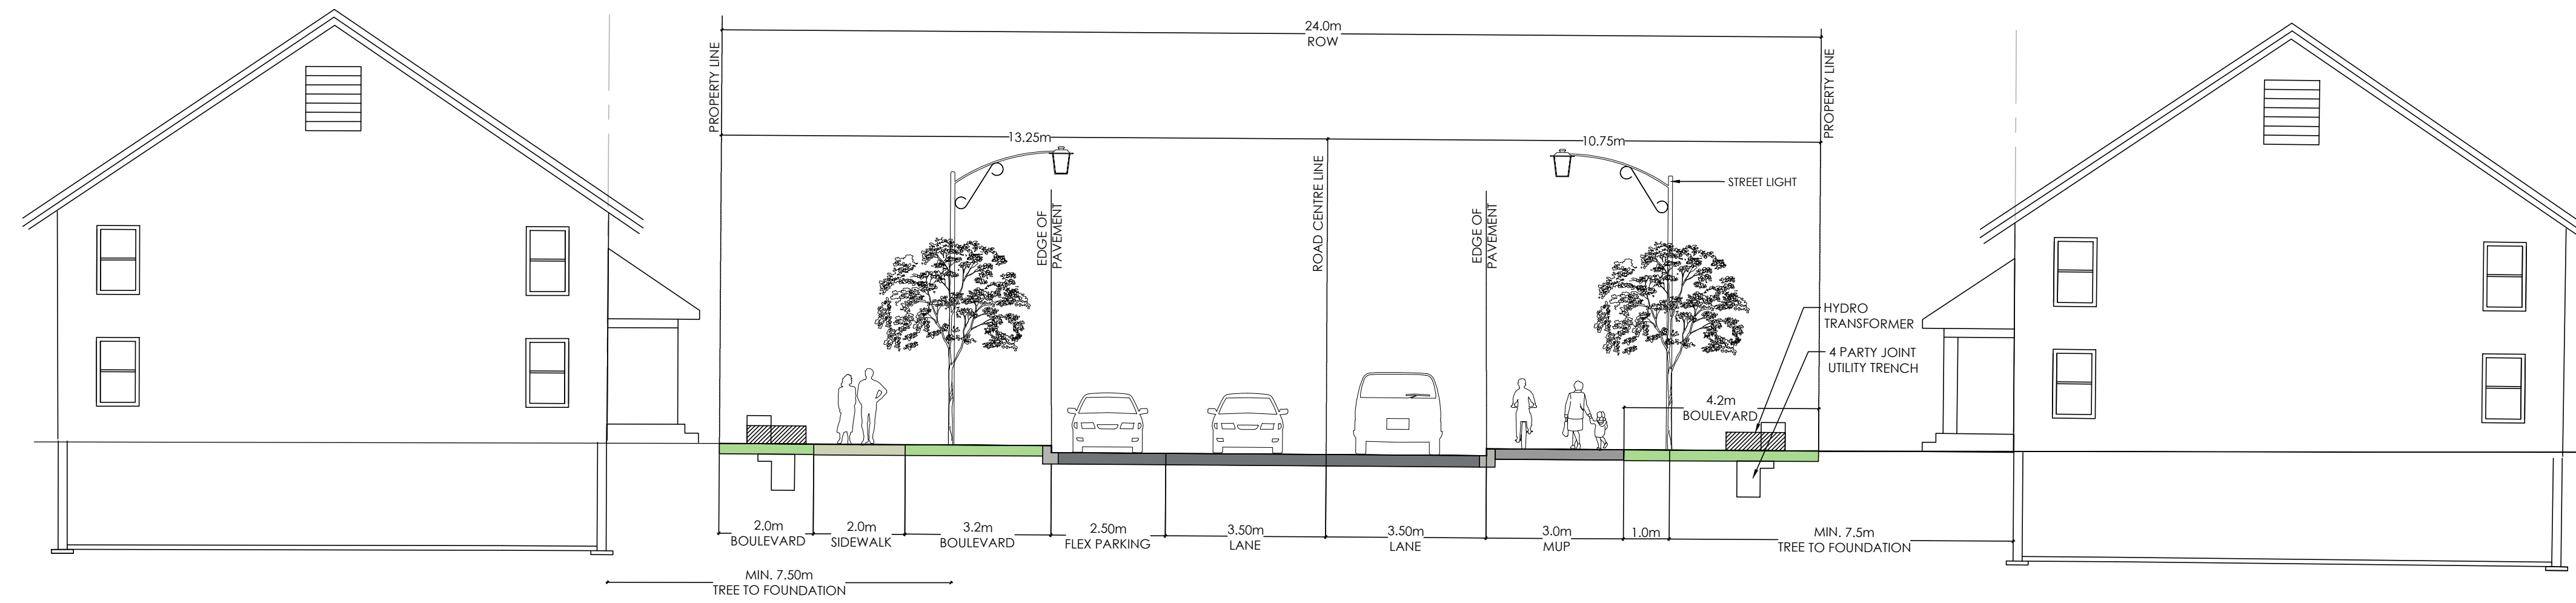 24.0m
ROW
PROPERTY LINE
PROPERTY LINE
13.25m
10.75m
STREET LIGHT
EDGE OF
PAVEMENT
ROAD CENTRE LINE
EDGE OF
PAVEMENT
HYDRO
TRANSFORMER
4 PARTY JOINT
UTILITY TRENCH
4.2m
BOULEVARD
2.0m
BOULEVARD
2.0m
SIDEWALK
3.2m
BOULEVARD
2.50m
FLEX PARKING
3.50m
LANE
3.50m
LANE
3.0m
MUP
1.0m
MIN. 7.5m
TREE TO FOUNDATION
MIN. 7.50m
TREE TO FOUNDATION